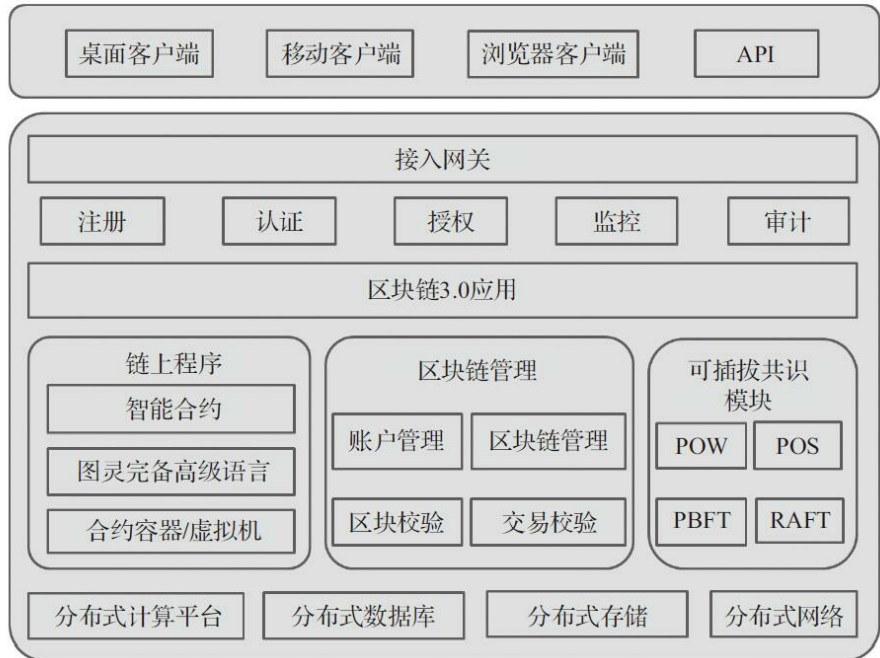 桌面客户端
移动客户端
浏览器客户端
API
接入网关
注册
认证
授权
监控
审计
区块链3.0应用
链上程序
智能合约
图灵完备高级语言
合约容器/虚拟机
区块链管理
账户管理
区块链管理
区块校验
交易校验
可插拔共识
模块
POW
POS
PBFT
RAFT
分布式计算平台
分布式数据库
分布式存储
分布式网络